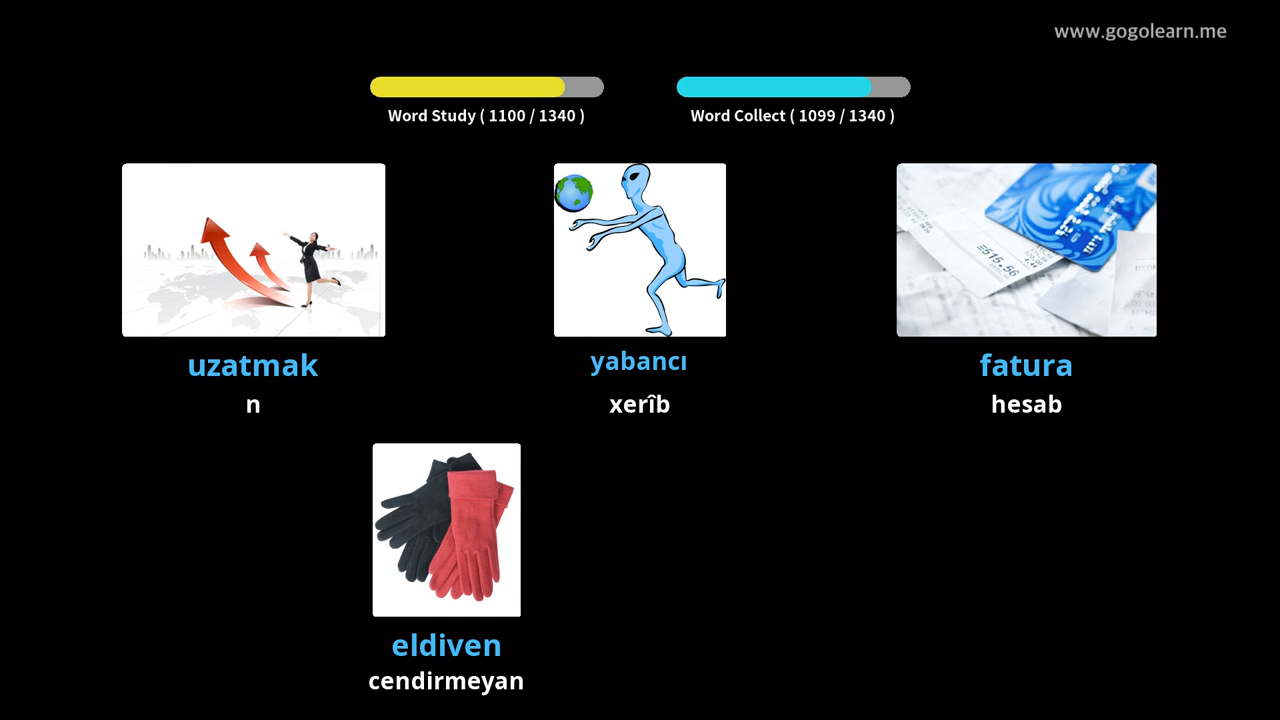 www.gogolearn.me
Word Study ( 1100 / 1340 )
Word Collect ( 1099 / 1340 )
uzatmak
yabancı
fatura
n
xerîb
hesab
eldiven
cendirmeyan